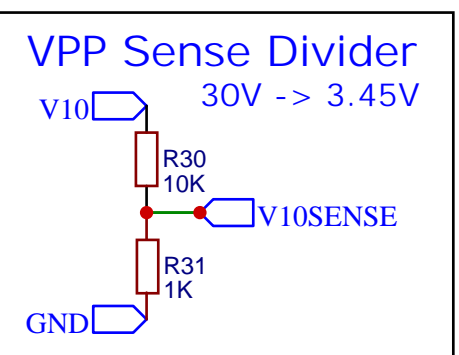 VPP Sense Divider
30V -> 3.45V
V10
R30
10K
V10SENSE
R31
1K
GND